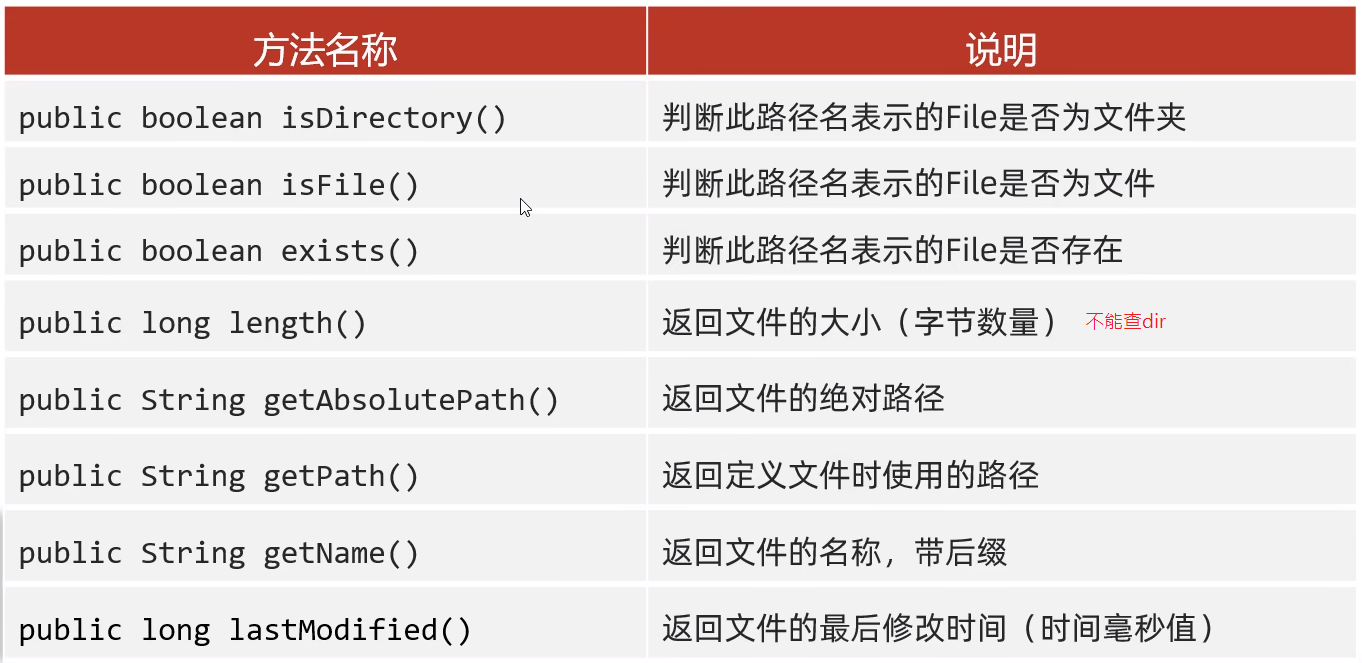 方法名称 说明
public boolean isDirectory() 判断此路径名表示的File是否为文件夹
public boolean isFile() 判断此路径名表示的File是否为文件
public boolean exists() 判断此路径名表示的File是否存在
public long length() 返回文件的大小（字节数量） 不能查dir
public String getAbsolutePath() 返回文件的绝对路径
public String getPath() 返回定义文件时使用的路径
public String getName() 返回文件的名称，带后缀
public long lastModified() 返回文件的最后修改时间（时间毫秒值）